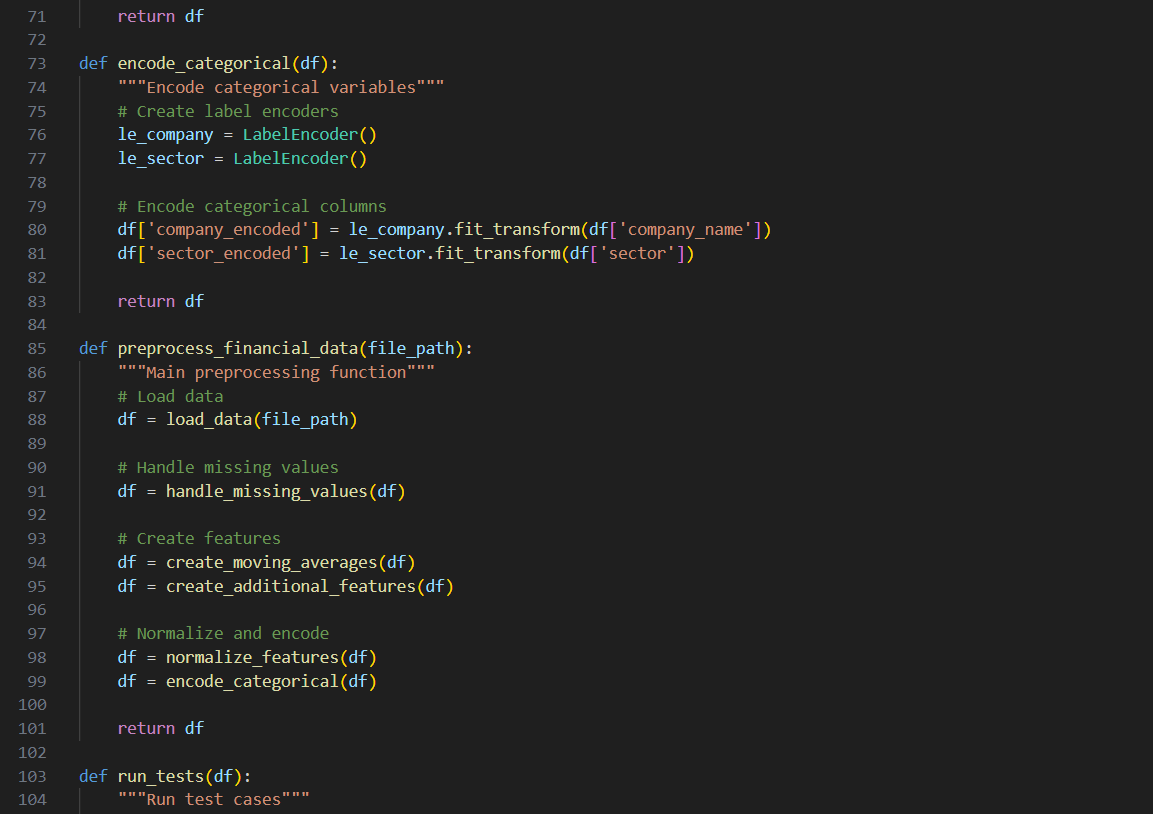 71 return df
72
73 def encode_categorical(df):
74 """Encode categorical variables"""
75 # Create label encoders
76 le_company = LabelEncoder()
77 le_sector = LabelEncoder()
78
79 # Encode categorical columns
80 df['company_encoded'] = le_company.fit_transform(df['company_name'])
81 df['sector_encoded'] = le_sector.fit_transform(df['sector'])
82
83 return df
84
85 def preprocess_financial_data(file_path):
86 """Main preprocessing function"""
87 # Load data
88 df = load_data(file_path)
89
90 # Handle missing values
91 df = handle_missing_values(df)
92
93 # Create features
94 df = create_moving_averages(df)
95 df = create_additional_features(df)
96
97 # Normalize and encode
98 df = normalize_features(df)
99 df = encode_categorical(df)
100
101 return df
102
103 def run_tests(df):
104 """Run test cases"""